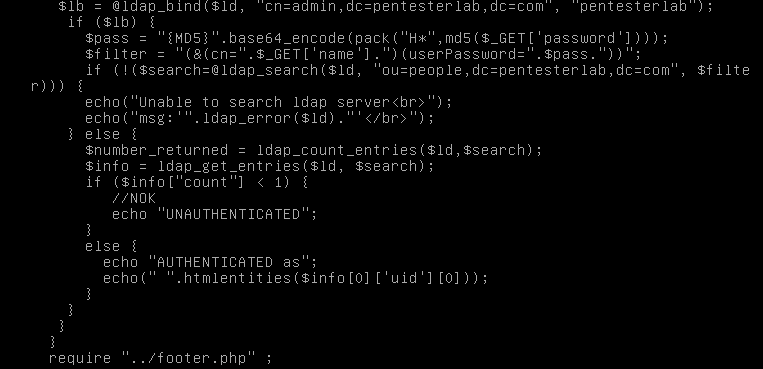 $lb = @ldap_bind($ld, "cn=admin,dc=pentesterlab,dc=com", "pentesterlab");
if ($lb) {
$pass = "{MD5}".base64_encode(pack("H*",md5($_GET['password'])));
$filter = "(&(cn=".$_GET['name'].")(userPassword=".$pass."))";
if (!($search=@ldap_search($ld, "ou=people,dc=pentesterlab,dc=com", $filte
r))) {
echo("Unable to search ldap server<br>");
echo("msg:'".ldap_error($ld)."'</br>");
} else {
$number_returned = ldap_count_entries($ld,$search);
$info = ldap_get_entries($ld, $search);
if ($info["count"] < 1) {
//NOK
echo "UNAUTHENTICATED";
}
else {
echo "AUTHENTICATED as";
echo(" ".htmlentities($info[0]['uid'][0]));
}
}
}
}
require "../footer.php" ;